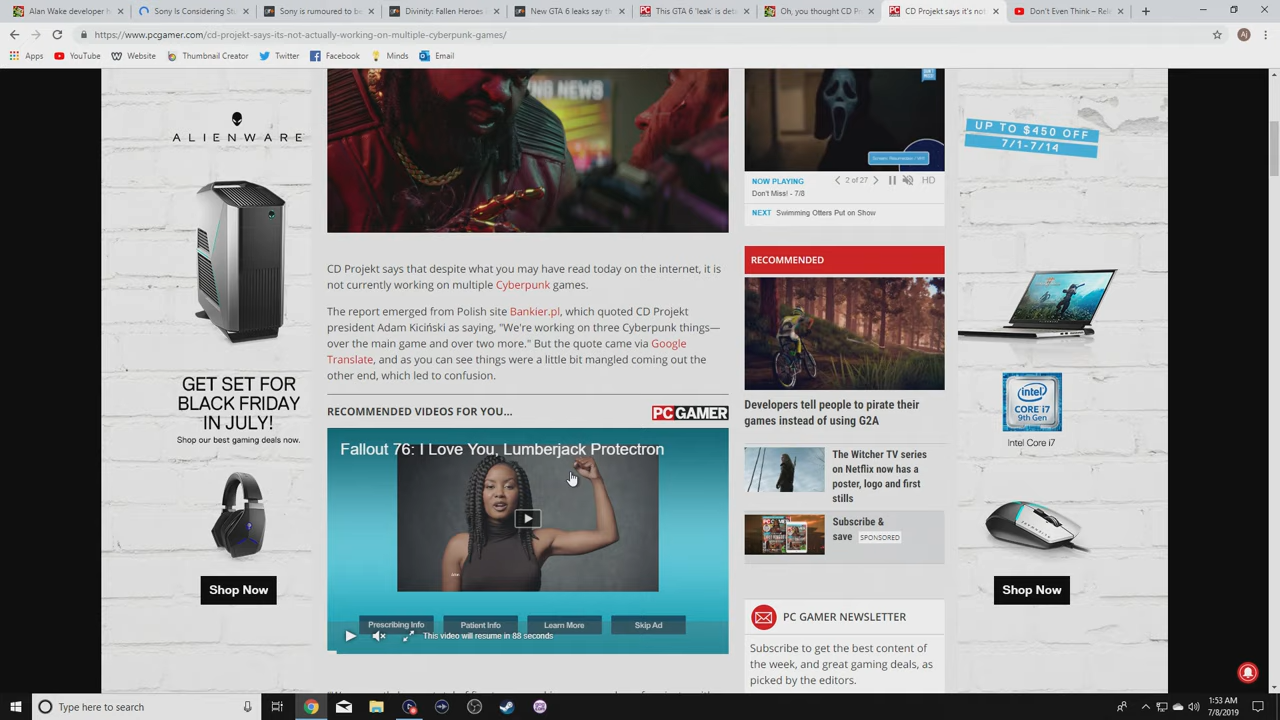 Alan Wake develop
Sony Is Considering St
Sony is rumoured to be
Divinity: Fallen Heroes
New GTA 6 leaks say th
This GTA 6 'leak' is det
Oh, you thought CD Pr
CD Projekt says it's not
Don't Even Think – Rel
https://www.pcgamer.com/cd-projekt-says-its-not-actually-working-on-multiple-cyberpunk-games/
Aj
Apps
YouTube
Website
Thumbnail Creator
Twitter
Facebook
Minds
Email
ALIENWARE
GET SET FOR
BLACK FRIDAY
IN JULY!
Shop our best gaming deals now.
Shop Now
NEWS
CD Projekt says that despite what you may have read today on the internet, it is
not currently working on multiple Cyberpunk games.
The report emerged from Polish site Bankier.pl, which quoted CD Projekt
president Adam Kiciński as saying, "We're working on three Cyberpunk things—
over the main game and over two more." But the quote came via Google
Translate, and as you can see things were a little bit mangled coming out the
other end, which led to confusion.
RECOMMENDED VIDEOS FOR YOU...
PC GAMER
Fallout 76: I Love You, Lumberjack Protectron
Prescribing Info
Patient Info
Learn More
Skip Ad
This video will resume in 88 seconds
DON'T
MISS
NOW PLAYING
2 of 27
HD
Don't Miss! - 7/8
NEXT Swimming Otters Put on Show
RECOMMENDED
Developers tell people to pirate their
games instead of using G2A
The Witcher TV series
on Netflix now has a
poster, logo and first
stills
Subscribe &
save SPONSORED
PC GAMER NEWSLETTER
Subscribe to get the best content of
the week, and great gaming deals, as
picked by the editors.
UP TO $450 OFF
7/1-7/14
intel
CORE i7
9th Gen
Intel Core i7
Shop Now
Type here to search
1:53 AM
7/8/2019